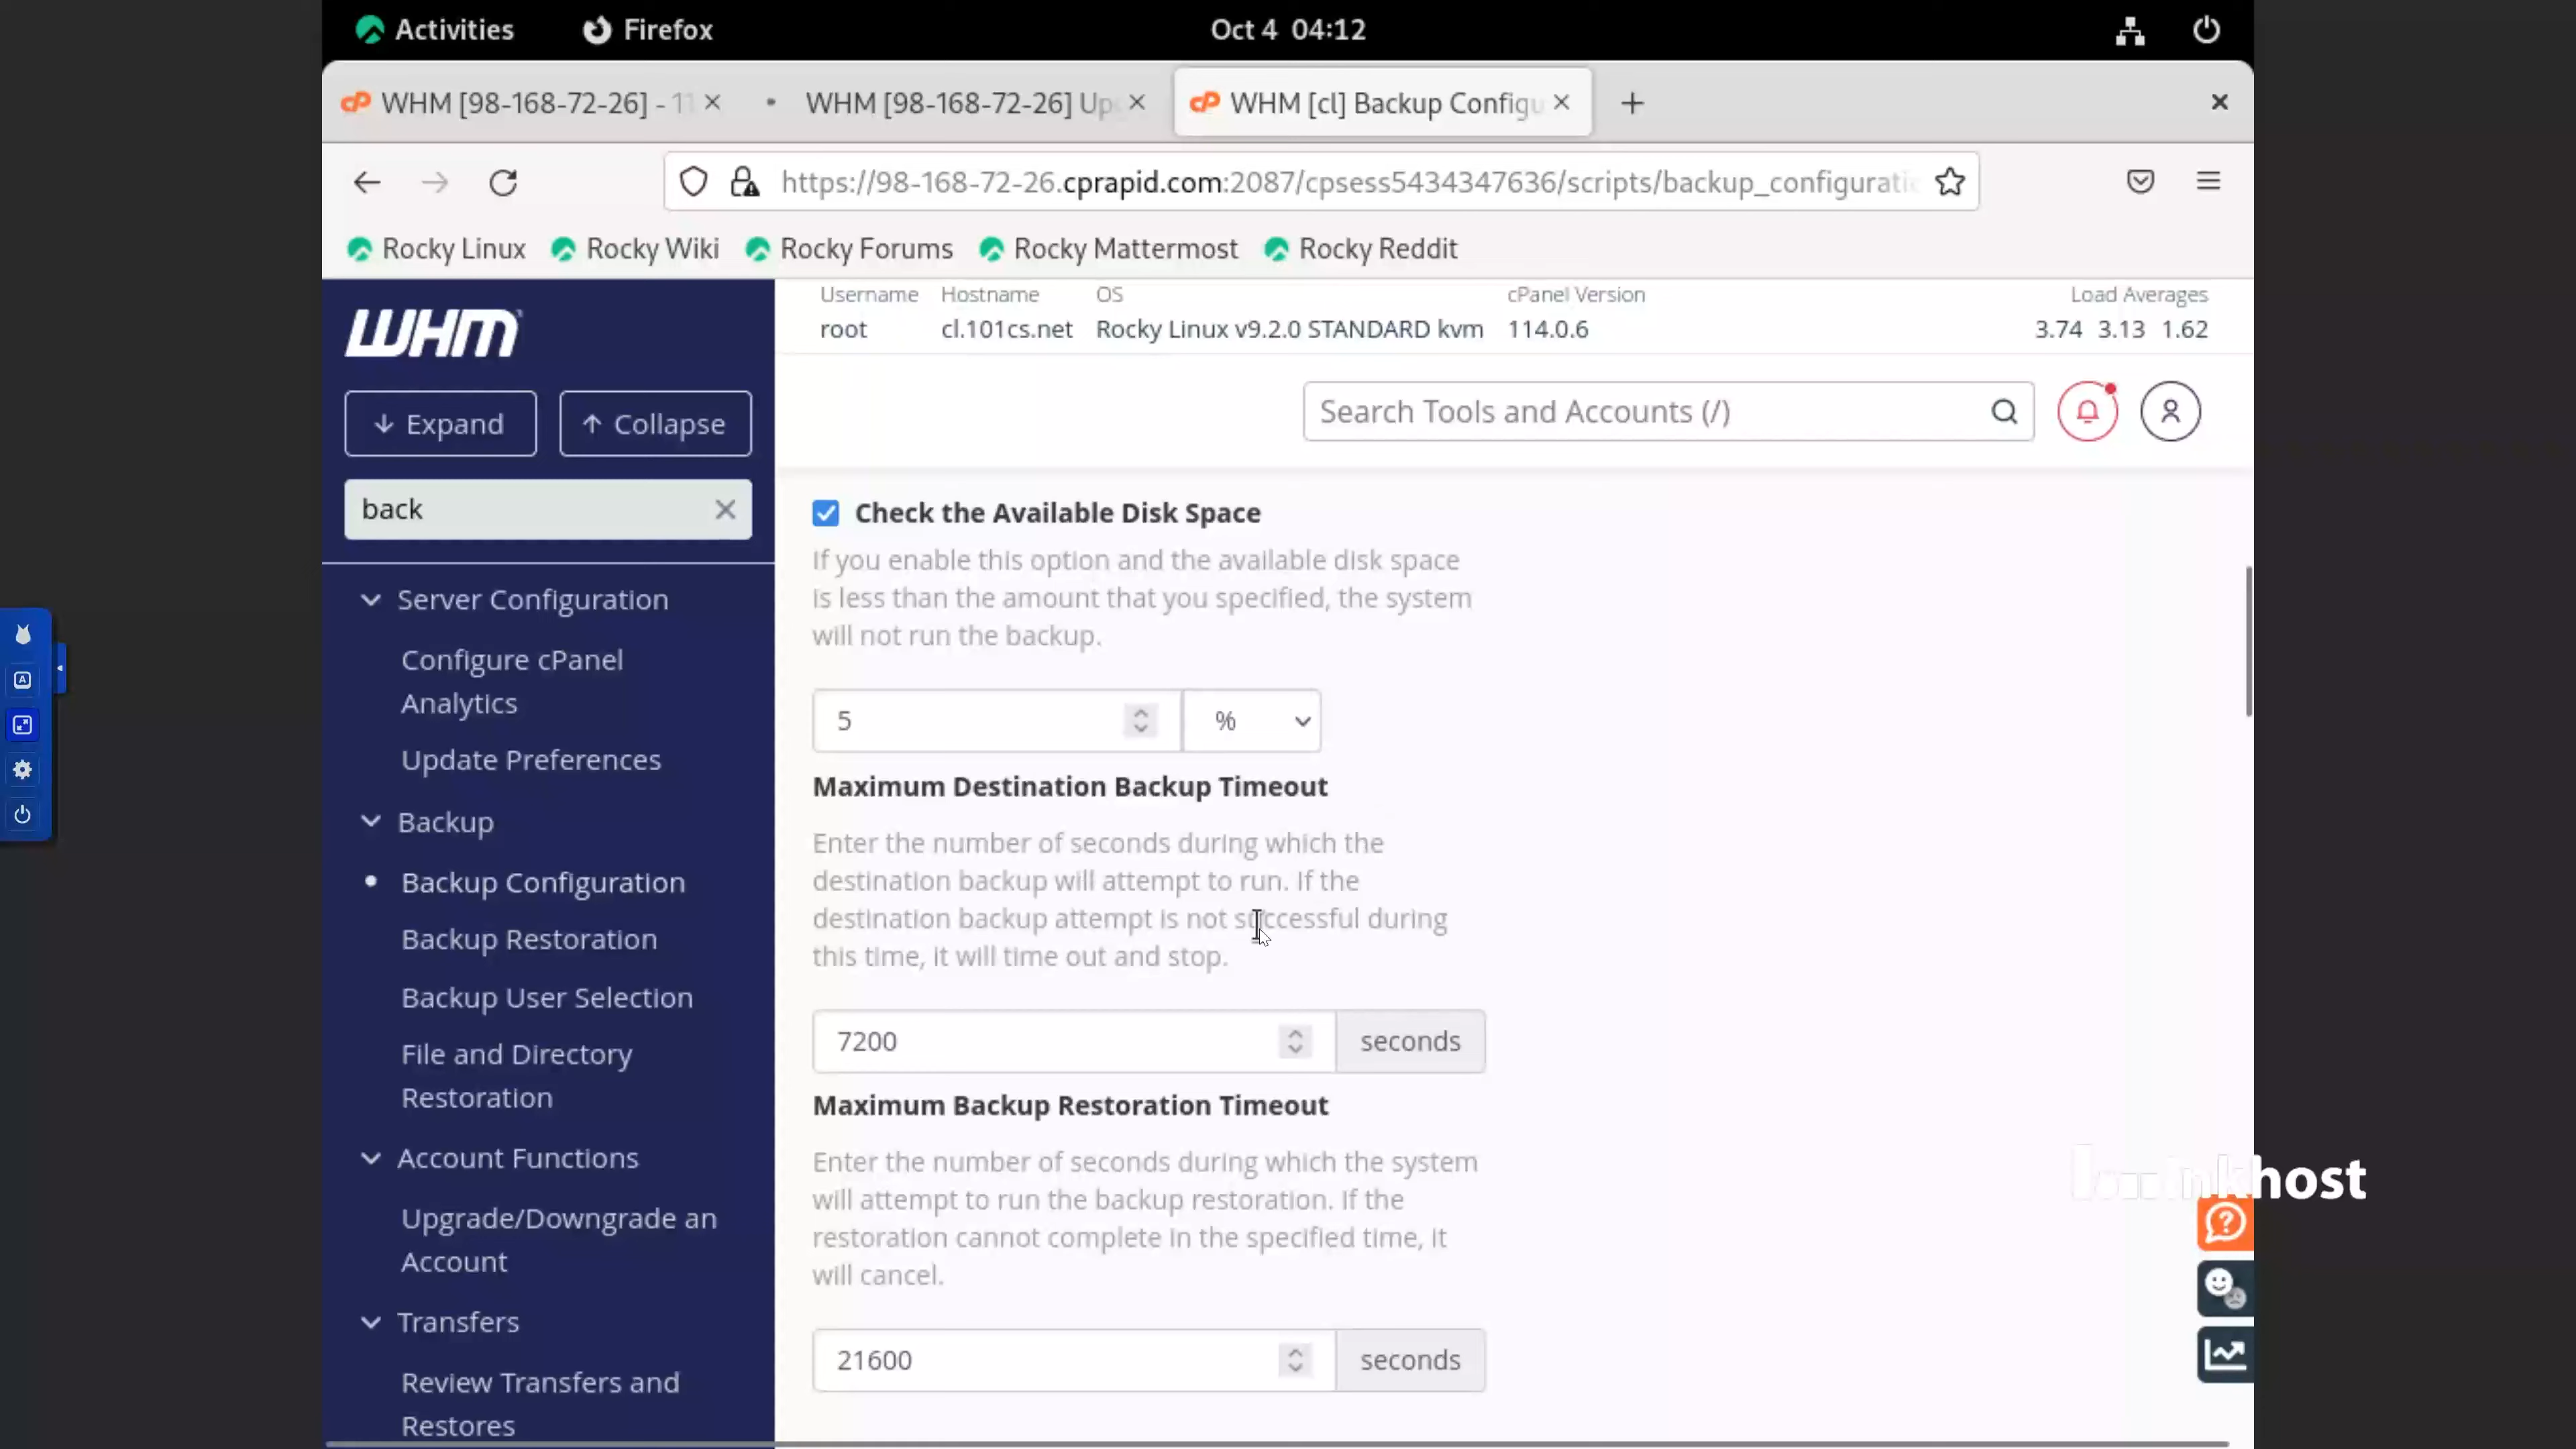 Activities
Firefox
Oct 4 04:12
WHM [98-168-72-26] - 11
WHM [98-168-72-26] Up
WHM [cl] Backup Configu
https://98-168-72-26.cprapid.com:2087/cpsess5434347636/scripts/backup_configurati
Rocky Linux
Rocky Wiki
Rocky Forums
Rocky Mattermost
Rocky Reddit
WHM
Expand
Collapse
back
Server Configuration
Configure cPanel
Analytics
Update Preferences
Backup
Backup Configuration
Backup Restoration
Backup User Selection
File and Directory
Restoration
Account Functions
Upgrade/Downgrade an
Account
Transfers
Review Transfers and
Restores
Username Hostname OS cPanel Version Load Averages
root cl.101cs.net Rocky Linux v9.2.0 STANDARD kvm 114.0.6 3.74 3.13 1.62
Search Tools and Accounts (/)
Check the Available Disk Space
If you enable this option and the available disk space
is less than the amount that you specified, the system
will not run the backup.
5 %
Maximum Destination Backup Timeout
Enter the number of seconds during which the
destination backup will attempt to run. If the
destination backup attempt is not successful during
this time, it will time out and stop.
7200 seconds
Maximum Backup Restoration Timeout
Enter the number of seconds during which the system
will attempt to run the backup restoration. If the
restoration cannot complete in the specified time, it
will cancel.
21600 seconds